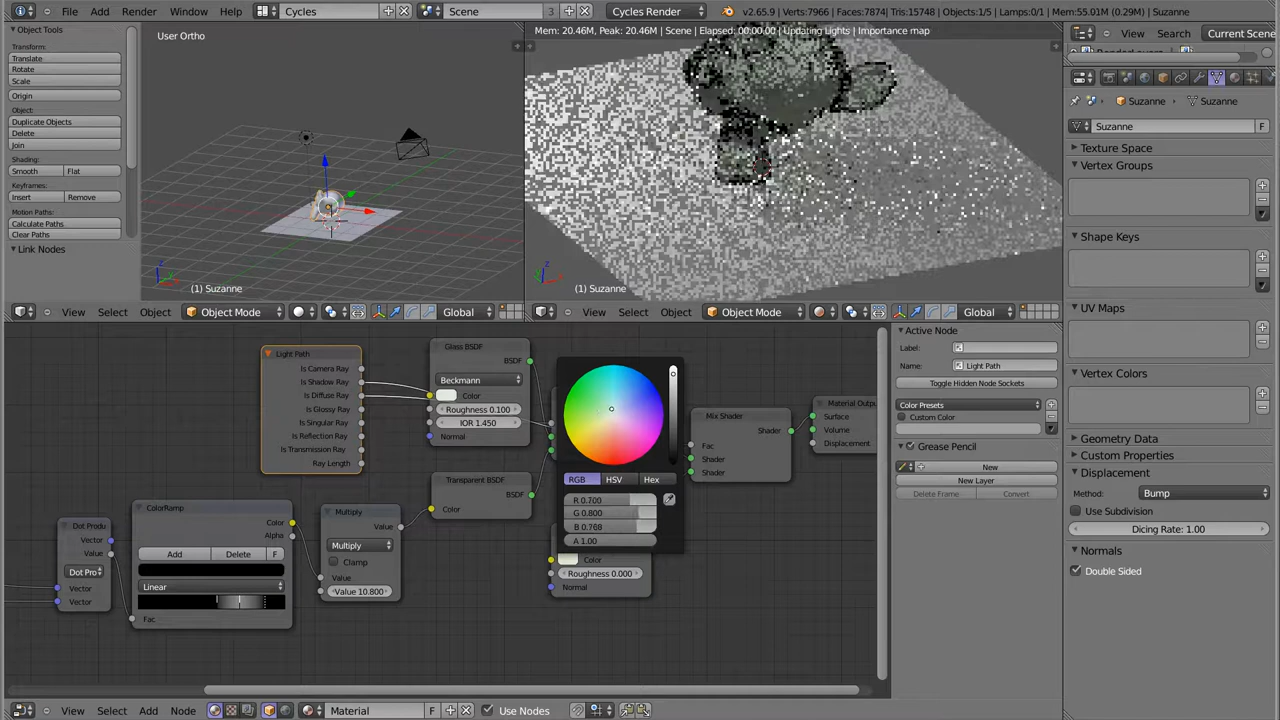 File Add Render Window Help Cycles Scene 3 Cycles Render v2.65.9 | Verts:7966 | Faces:7874 | Tris:15748 | Objects:1/5 | Lamps:0/1 | Mem:55.01M (0.29M) | Suzanne
Object Tools
Transform:
Translate
Rotate
Scale
Origin
Object:
Duplicate Objects
Delete
Join
Shading:
Smooth Flat
Keyframes:
Insert Remove
Motion Paths:
Calculate Paths
Clear Paths
Link Nodes
User Ortho
(1) Suzanne
View Select Object Object Mode Global
Mem: 20.46M, Peak: 20.46M | Scene | Elapsed: 00:00.00 | Updating Lights | Importance map
(1) Suzanne
View Select Object Object Mode Global
View Search Current Scene
Suzanne Suzanne
Suzanne F
Texture Space
Vertex Groups
Shape Keys
UV Maps
Vertex Colors
Geometry Data
Custom Properties
Displacement
Method: Bump
Use Subdivision
Dicing Rate: 1.00
Normals
Double Sided
Light Path
Is Camera Ray
Is Shadow Ray
Is Diffuse Ray
Is Glossy Ray
Is Singular Ray
Is Reflection Ray
Is Transmission Ray
Ray Length
Glass BSDF
BSDF
Beckmann
Color
Roughness 0.100
IOR 1.450
Normal
Transparent BSDF
BSDF
Color
Dot Produ
Vector
Value
Dot Pro
Vector
Vector
ColorRamp
Color
Alpha
Add Delete F
Linear
Fac
Multiply
Value
Multiply
Clamp
Value
Value 10.800
RGB HSV Hex
R 0.700
G 0.800
B 0.768
A 1.00
Color
Roughness 0.000
Normal
Mix Shader
Shader
Fac
Shader
Shader
Material Outpu
Surface
Volume
Displacement
Active Node
Label:
Name: Light Path
Toggle Hidden Node Sockets
Color Presets
Custom Color
Grease Pencil
New
New Layer
Delete Frame Convert
View Select Add Node Material F Use Nodes